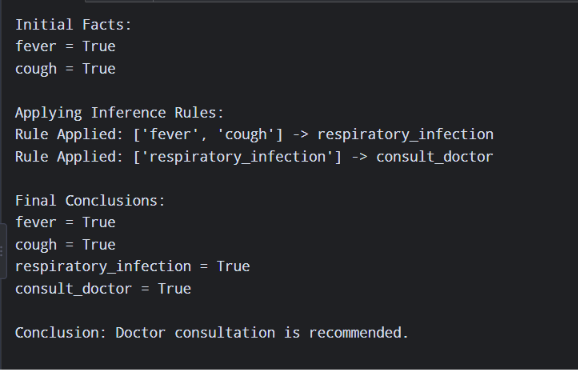 Initial Facts:
fever = True
cough = True
Applying Inference Rules:
Rule Applied: ['fever', 'cough'] -> respiratory_infection
Rule Applied: ['respiratory_infection'] -> consult_doctor
Final Conclusions:
fever = True
cough = True
respiratory_infection = True
consult_doctor = True
Conclusion: Doctor consultation is recommended.